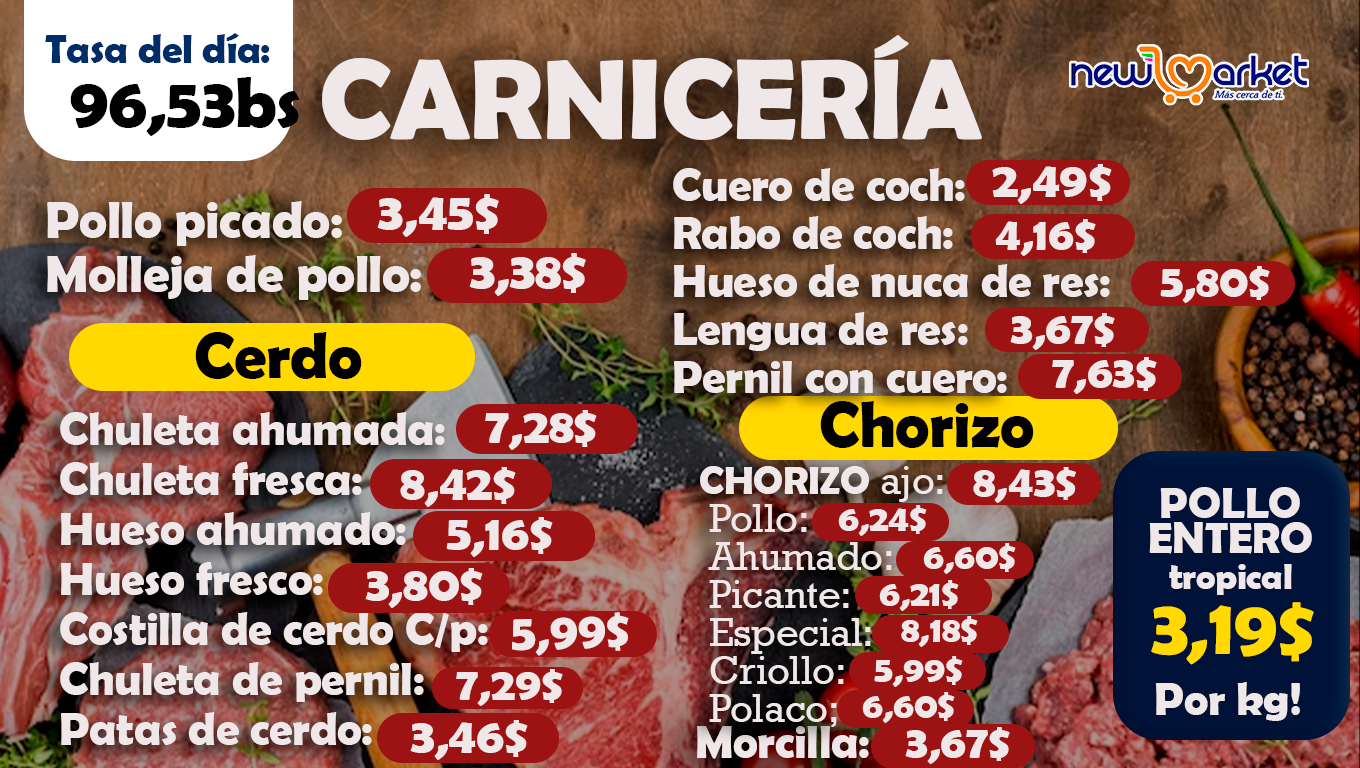 Tasa del día:
96,53bs
CARNICERÍA
new market
Más cerca de ti.
Pollo picado: 3,45$
Molleja de pollo: 3,38$
Cerdo
Chuleta ahumada: 7,28$
Chuleta fresca: 8,42$
Hueso ahumado: 5,16$
Hueso fresco: 3,80$
Costilla de cerdo C/p: 5,99$
Chuleta de pernil: 7,29$
Patas de cerdo: 3,46$
Cuero de coch: 2,49$
Rabo de coch: 4,16$
Hueso de nuca de res: 5,80$
Lengua de res: 3,67$
Pernil con cuero: 7,63$
Chorizo
CHORIZO ajo: 8,43$
Pollo: 6,24$
Ahumado: 6,60$
Picante: 6,21$
Especial: 8,18$
Criollo: 5,99$
Polaco; 6,60$
Morcilla: 3,67$
POLLO
ENTERO
tropical
3,19$
Por kg!